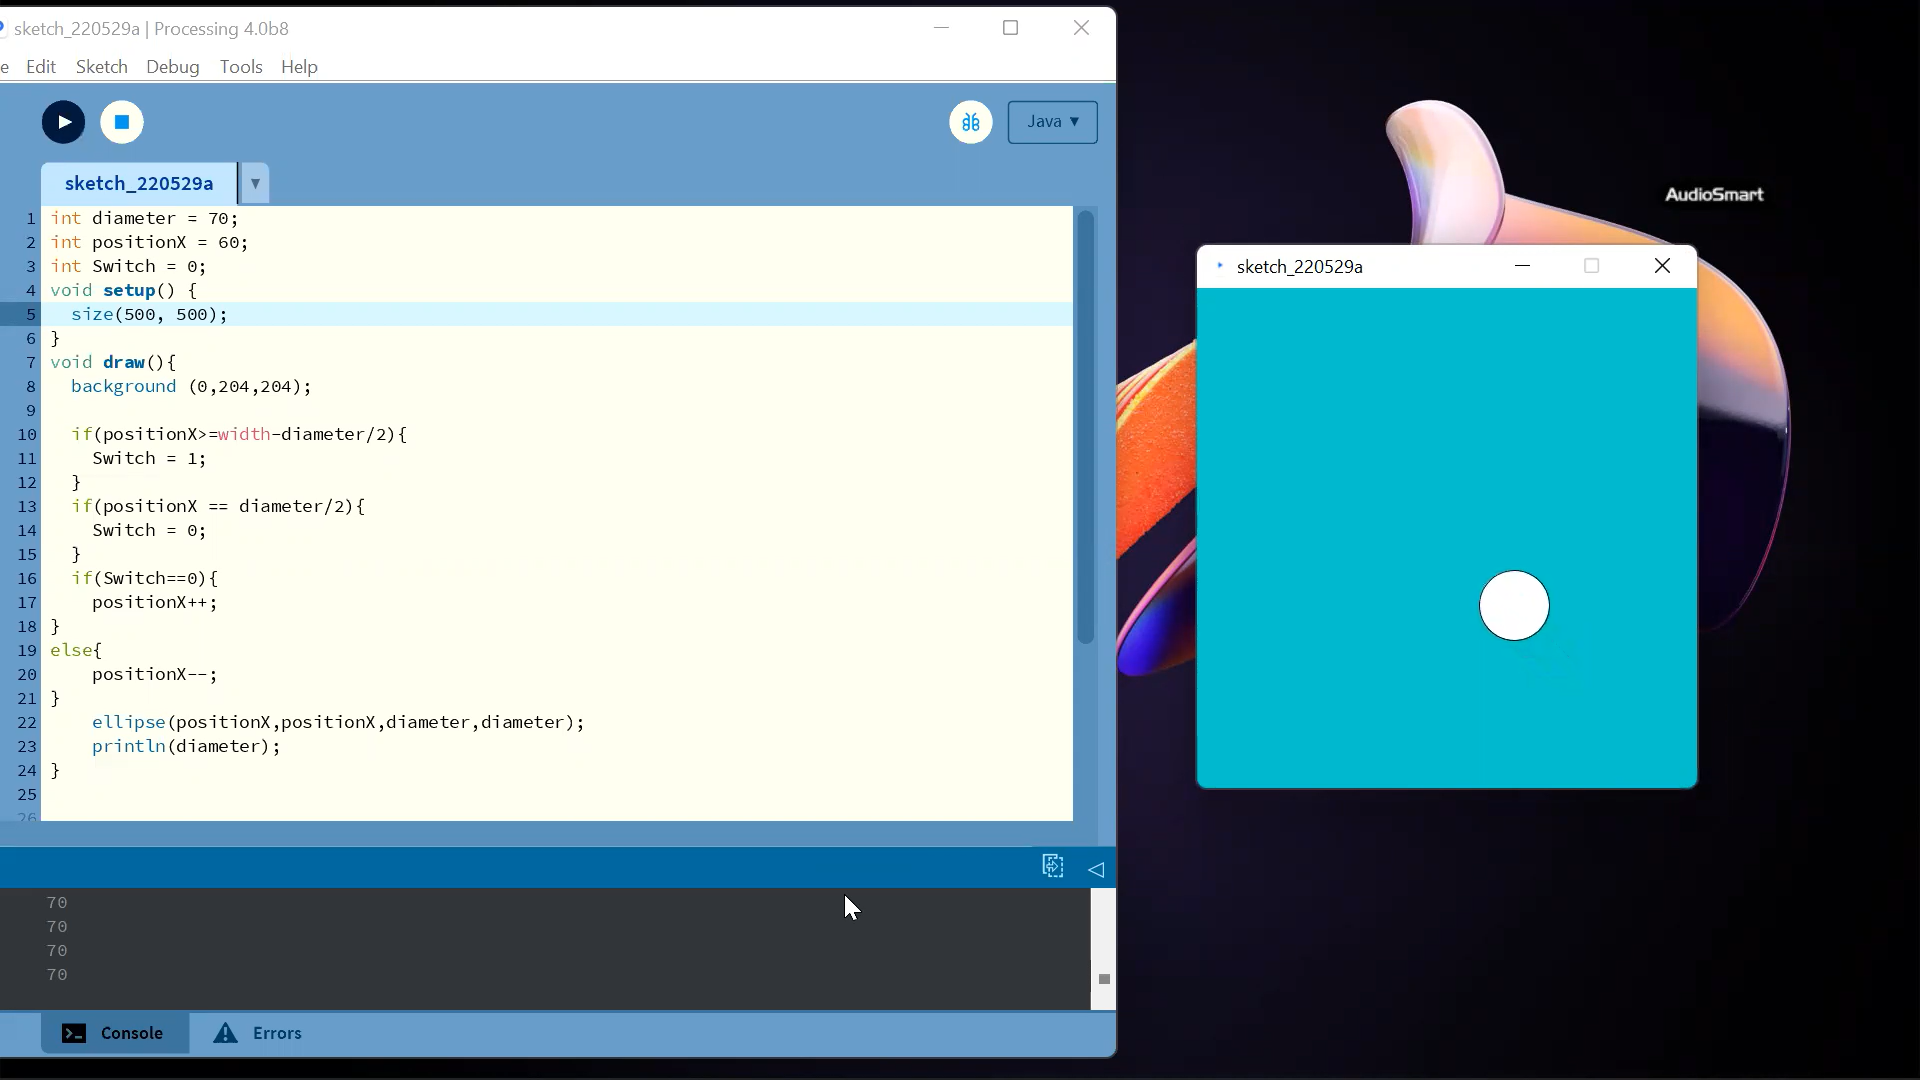 sketch_220529a | Processing 4.0b8
e Edit Sketch Debug Tools Help
Java ▼
sketch_220529a ▼
1 int diameter = 70;
2 int positionX = 60;
3 int Switch = 0;
4 void setup() {
5 size(500, 500);
6 }
7 void draw(){
8 background (0,204,204);
9
10 if(positionX>=width-diameter/2){
11 Switch = 1;
12 }
13 if(positionX == diameter/2){
14 Switch = 0;
15 }
16 if(Switch==0){
17 positionX++;
18 }
19 else{
20 positionX--;
21 }
22 ellipse(positionX,positionX,diameter,diameter);
23 println(diameter);
24 }
25
26
70
70
70
70
Console Errors
AudioSmart
sketch_220529a